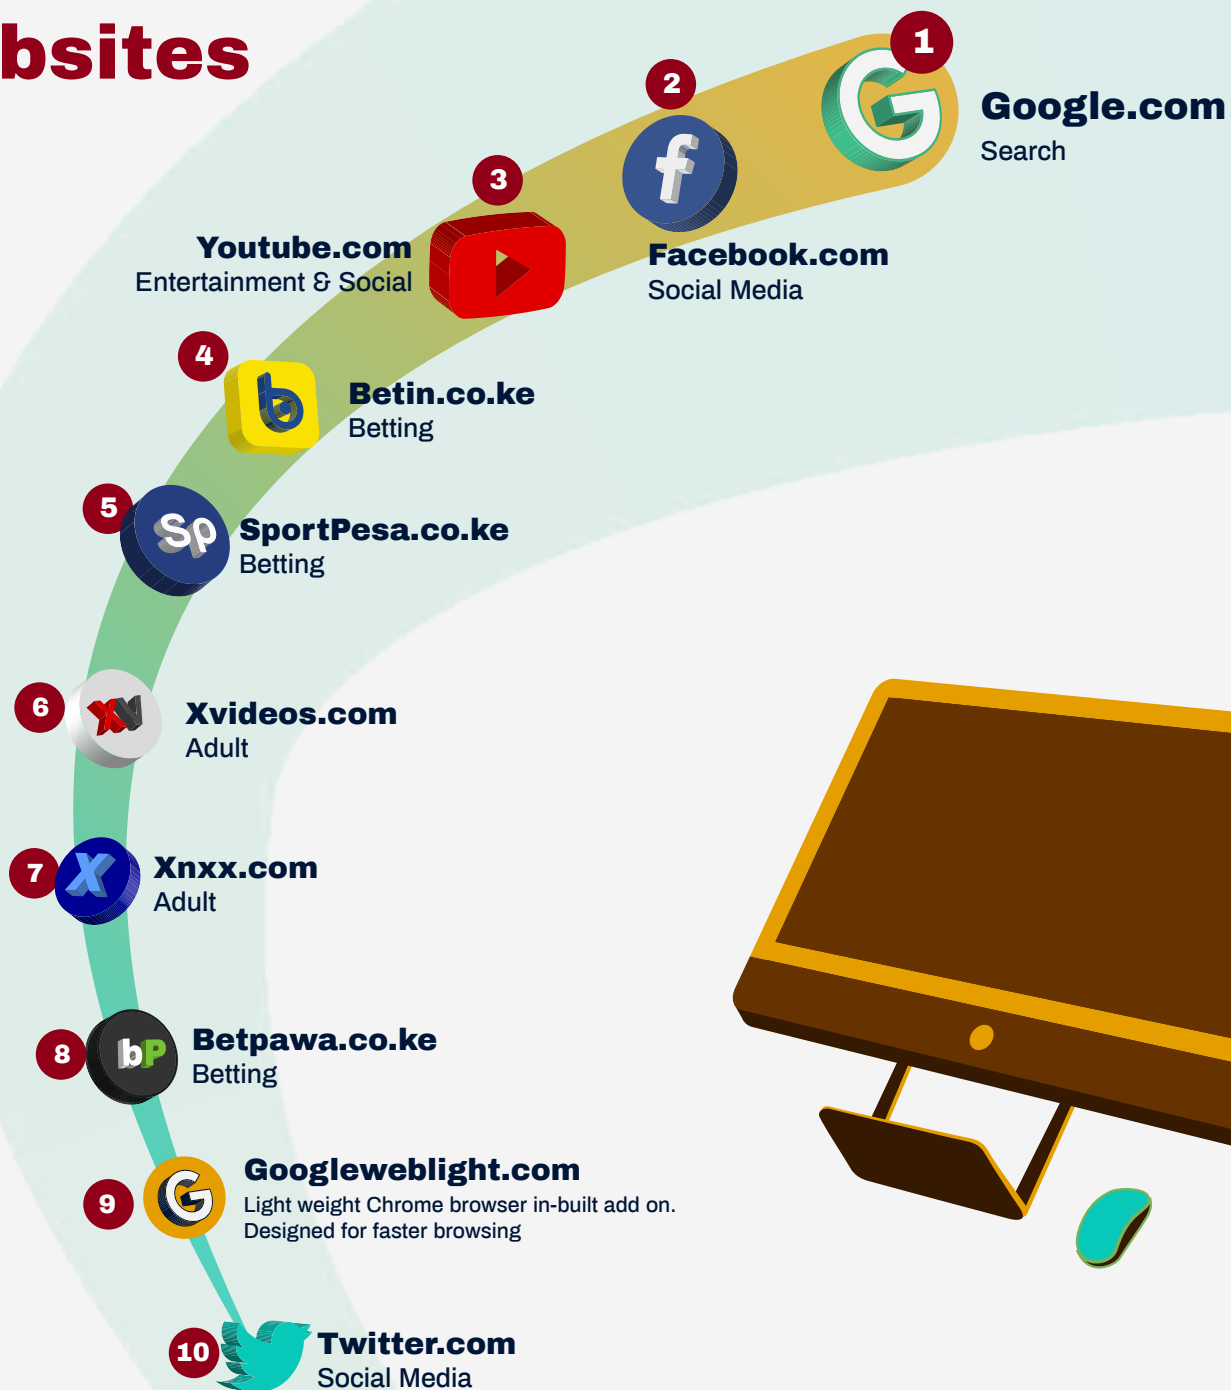 bsites
1
Google.com
Search
2
Facebook.com
Social Media
3
Youtube.com
Entertainment & Social
4
Betin.co.ke
Betting
5
Sp
SportPesa.co.ke
Betting
6
XV
Xvideos.com
Adult
7
X
Xnxx.com
Adult
8
bP
Betpawa.co.ke
Betting
9
G
Googleweblight.com
Light weight Chrome browser in-built add on.
Designed for faster browsing
10
Twitter.com
Social Media